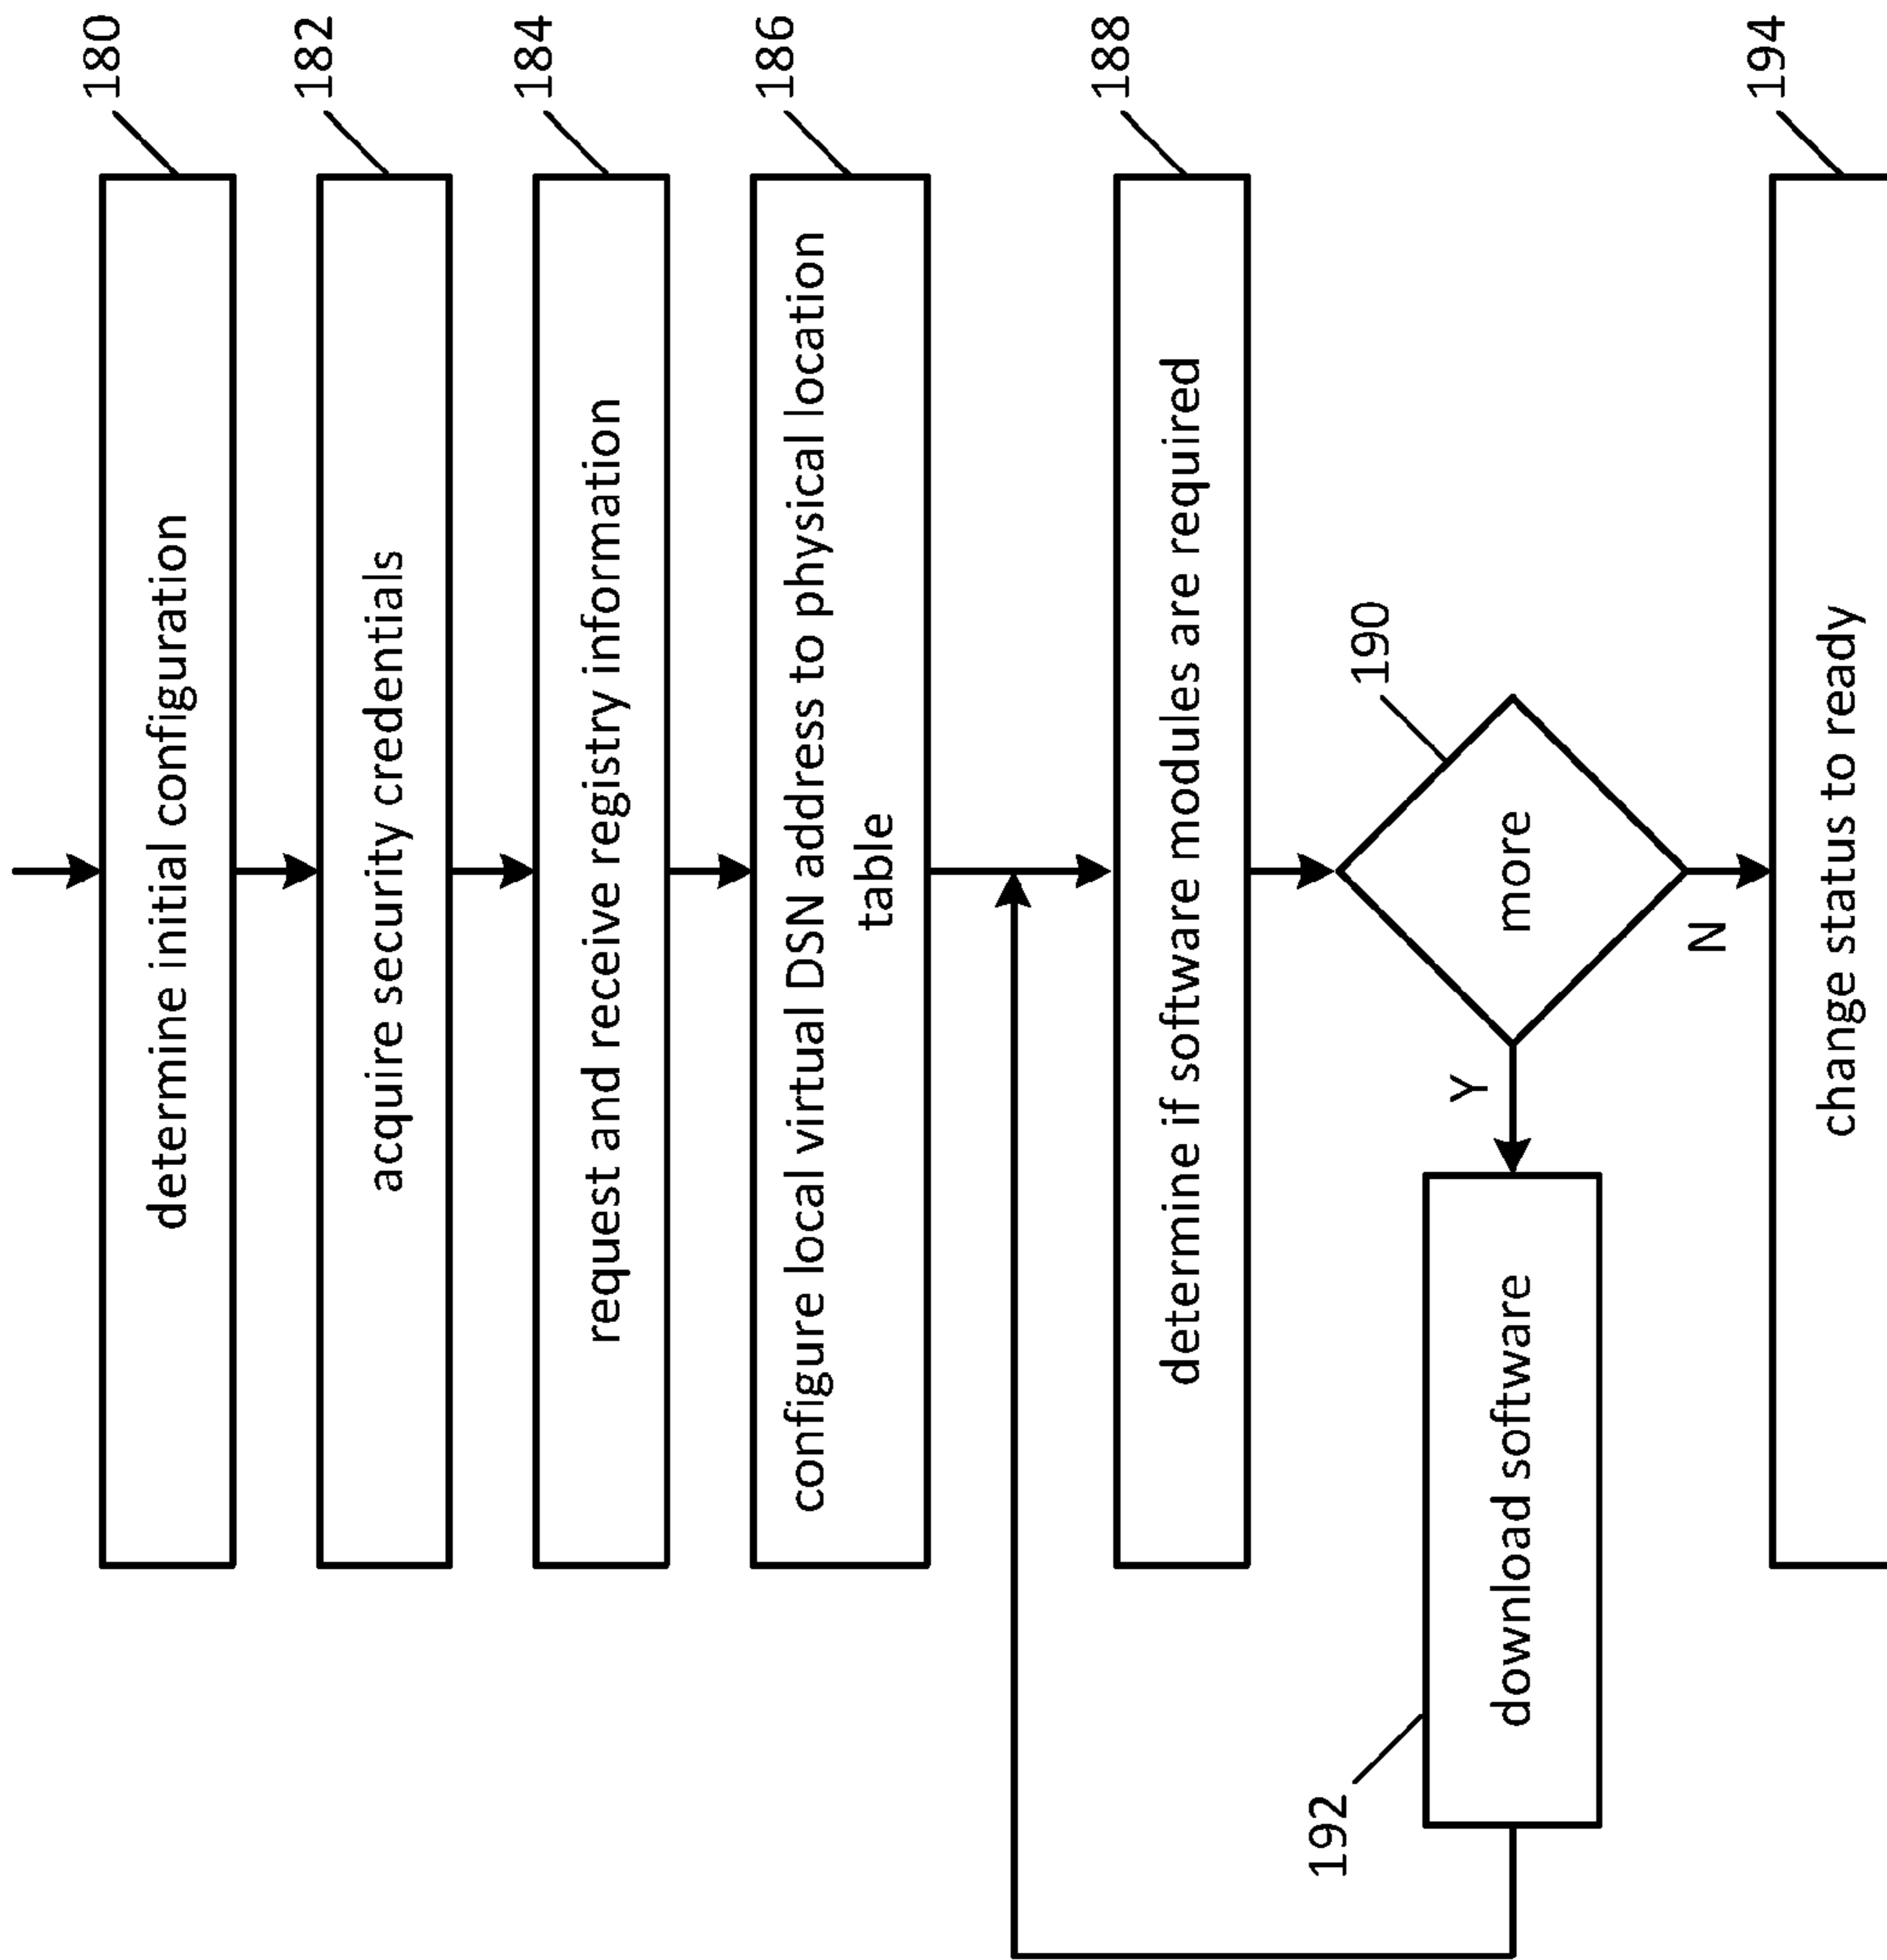 180
determine initial configuration
182
acquire security credentials
184
request and receive registry information
186
configure local virtual DSN address to physical location
table
188
determine if software modules are required
190
more
Y
N
192
download software
194
change status to ready